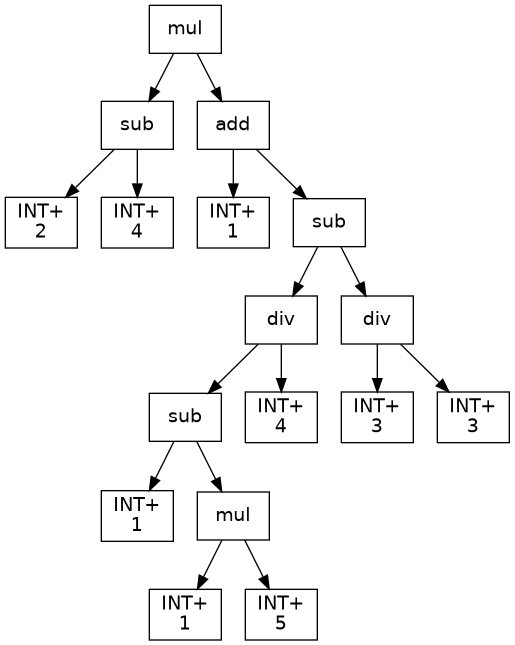 mul
sub
add
INT+
2
INT+
4
INT+
1
sub
div
div
sub
INT+
4
INT+
3
INT+
3
INT+
1
mul
INT+
1
INT+
5